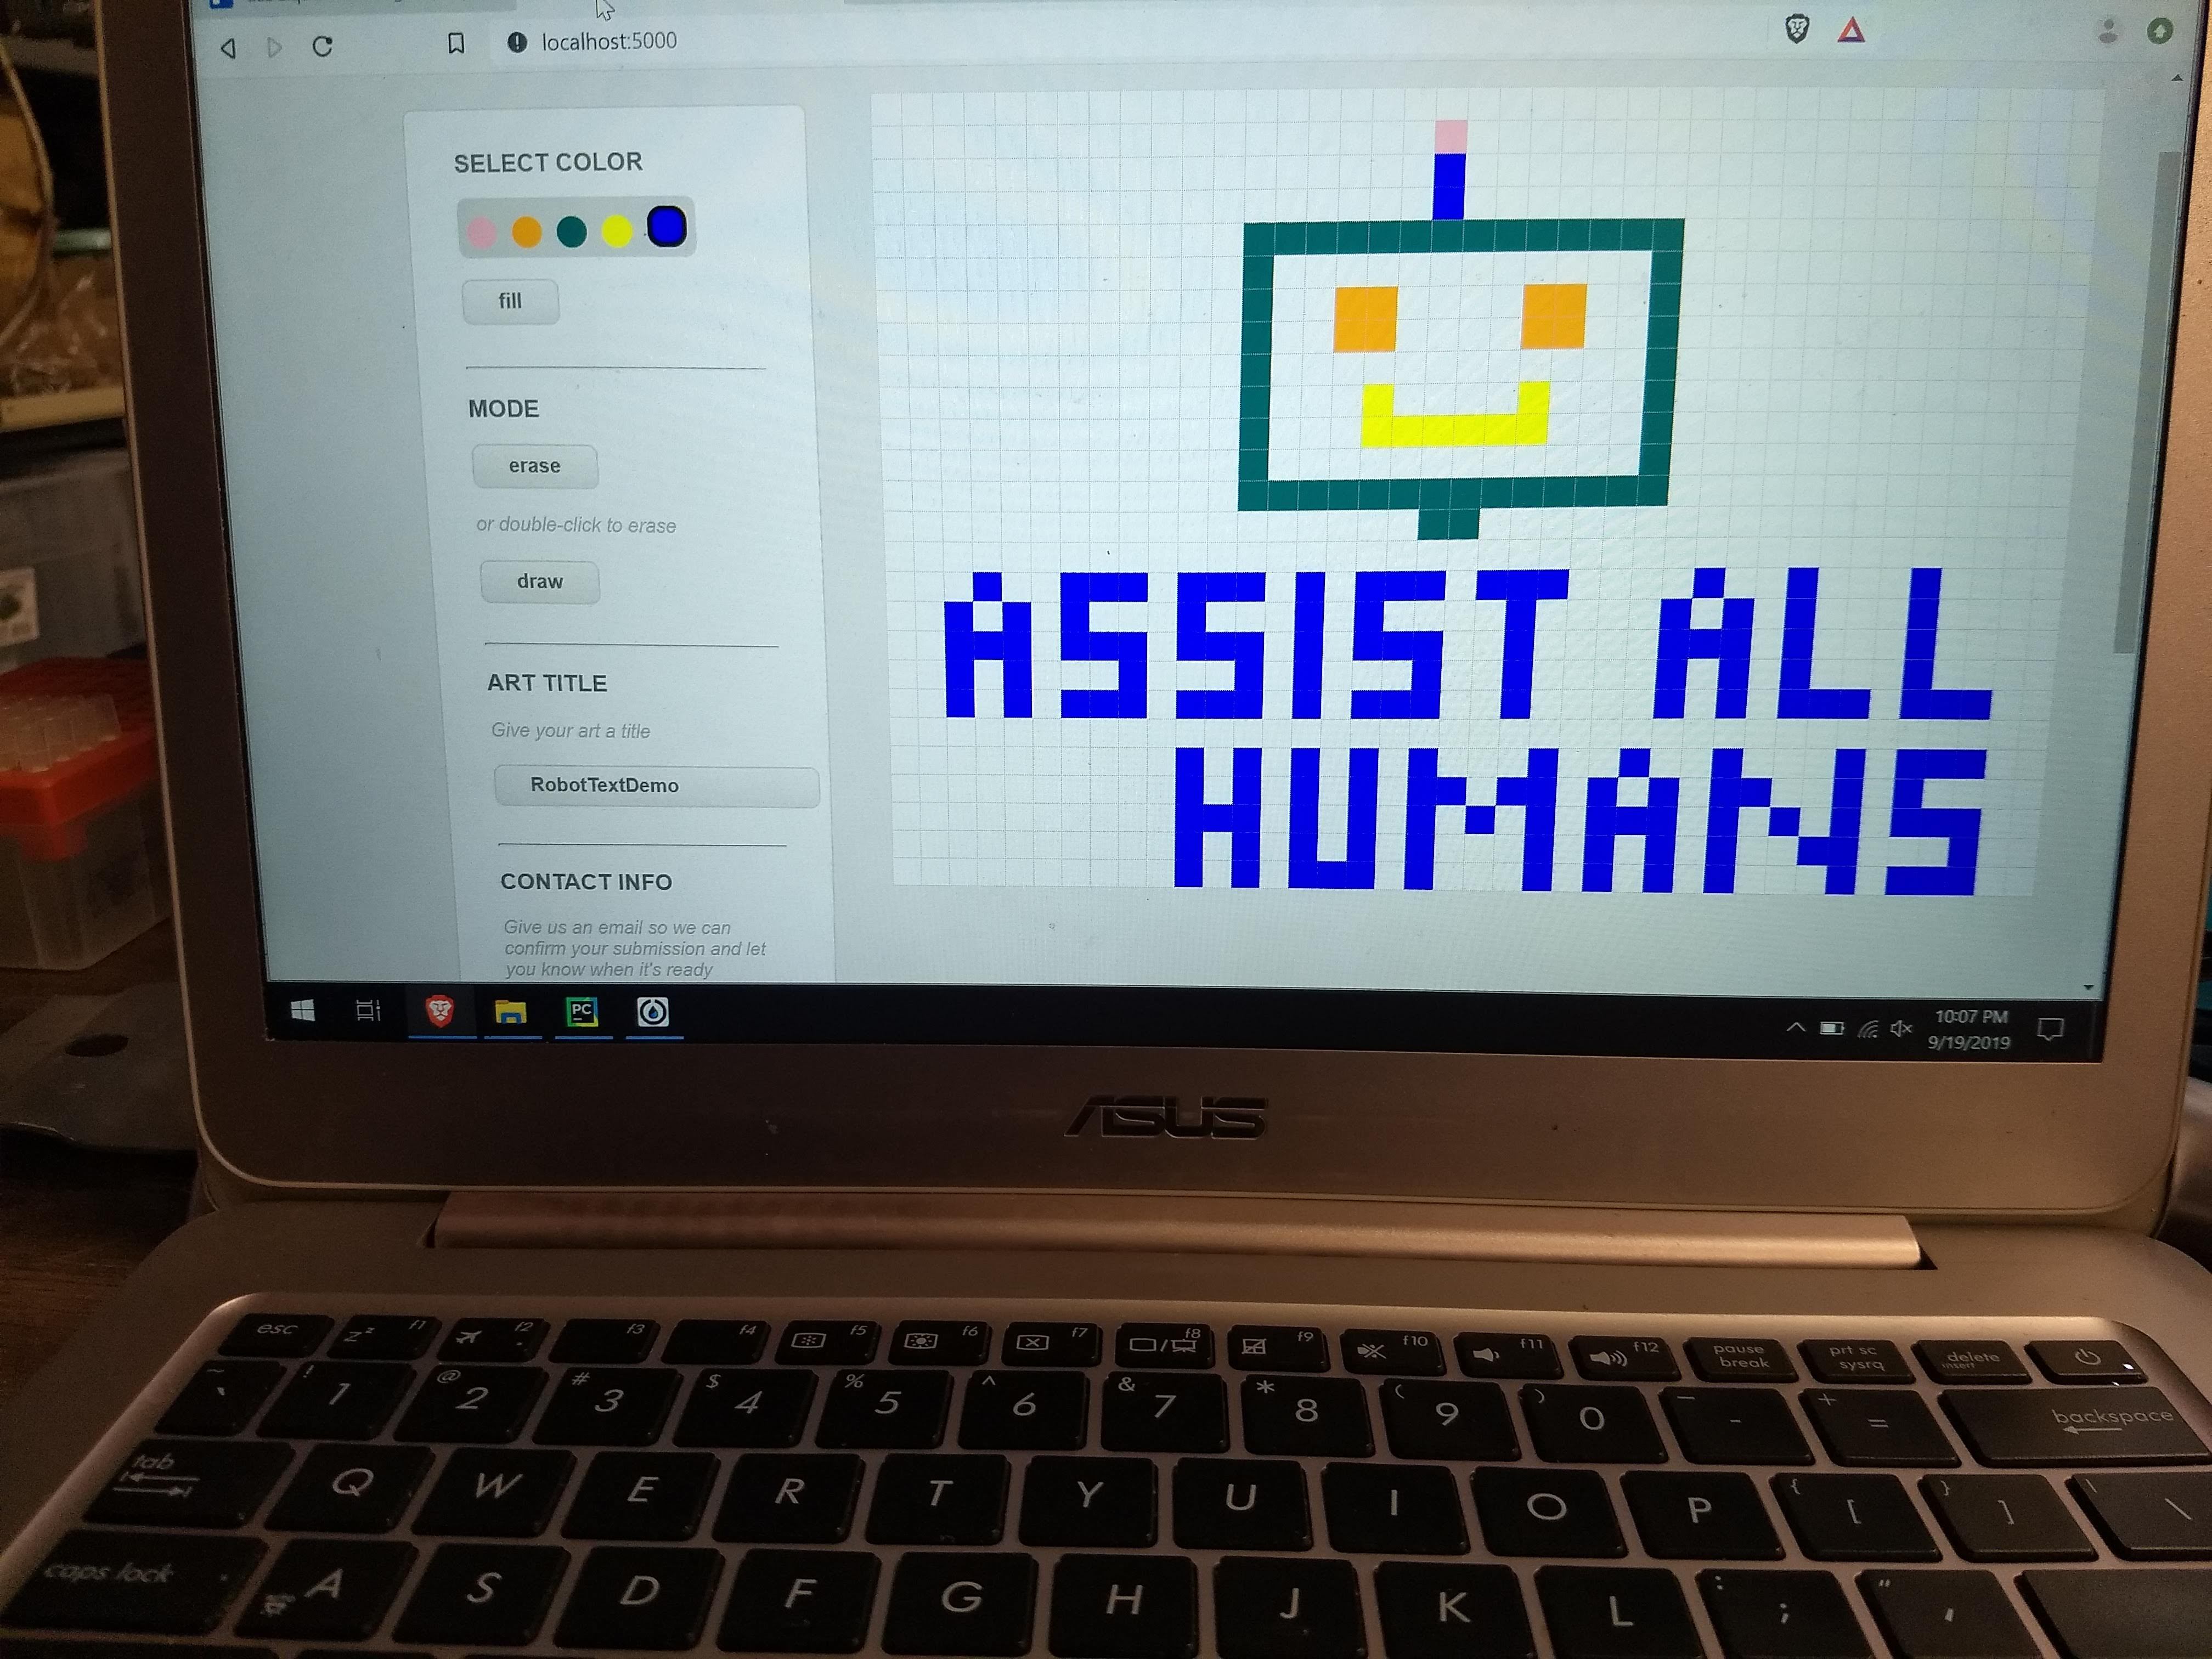 localhost:5000
SELECT COLOR
fill
MODE
erase
or double-click to erase
draw
ART TITLE
Give your art a title
RobotTextDemo
CONTACT INFO
Give us an email so we can
confirm your submission and let
you know when it's ready
ASSIST ALL
HUMANS
PC
10:07 PM
9/19/2019
ASUS
esc
zᶻ f1
f2
f3
f4
f5
f6
f7
f8
f9
f10
f11
f12
pause
break
prt sc
sysrq
delete
insert
~ `
! 1
@ 2
# 3
$ 4
% 5
^ 6
& 7
* 8
( 9
) 0
_ -
+ =
backspace
tab
Q W E R T Y U I O P { [ } ] \
caps lock
A S D F G H J K L : ; " '